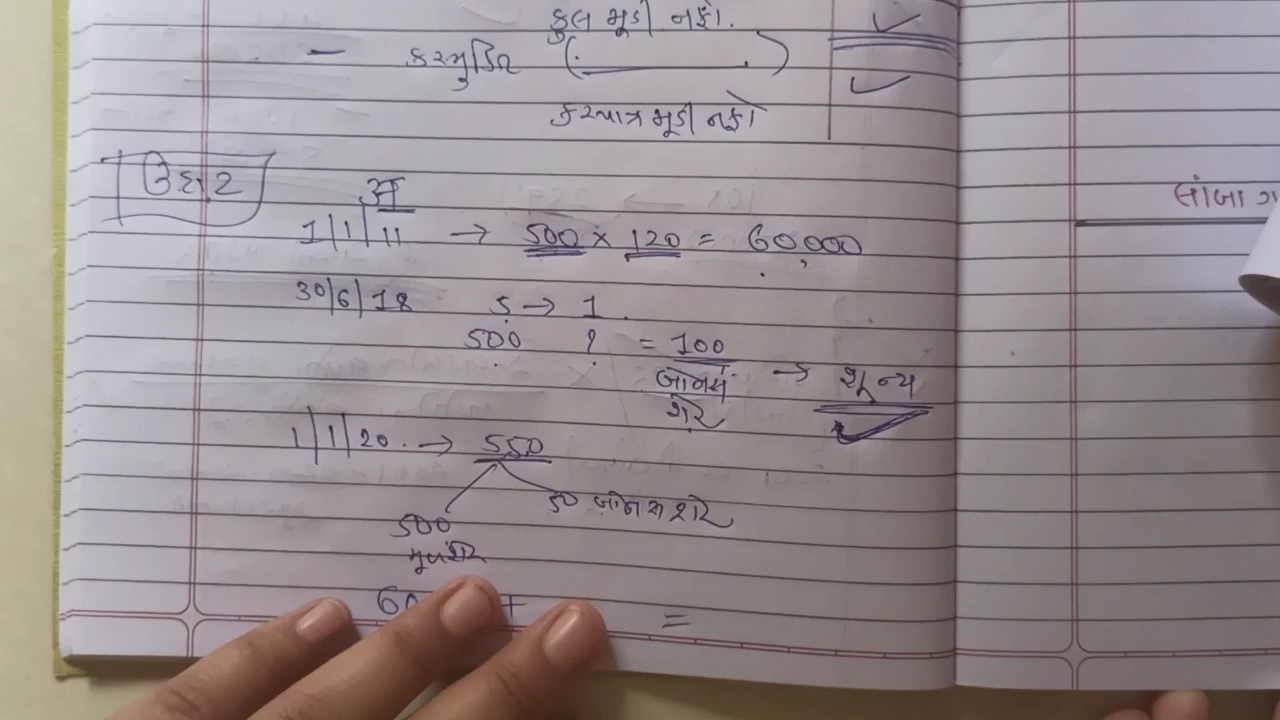 કુલ મૂડી નફો. ✓
– કરમુક્તિ (. .) ✓
કરપાત્ર મૂડી નફો
ઉદા.2
અ
1/1/11 → 500 × 120 = 60,000
30/6/18 5 → 1.
500 ? = 100
બોનસ → શૂન્ય
શેર ✓
1/1/20. → 550
500 50 બોનસ શેર
મૂળ શેર
+ =
લાંબા